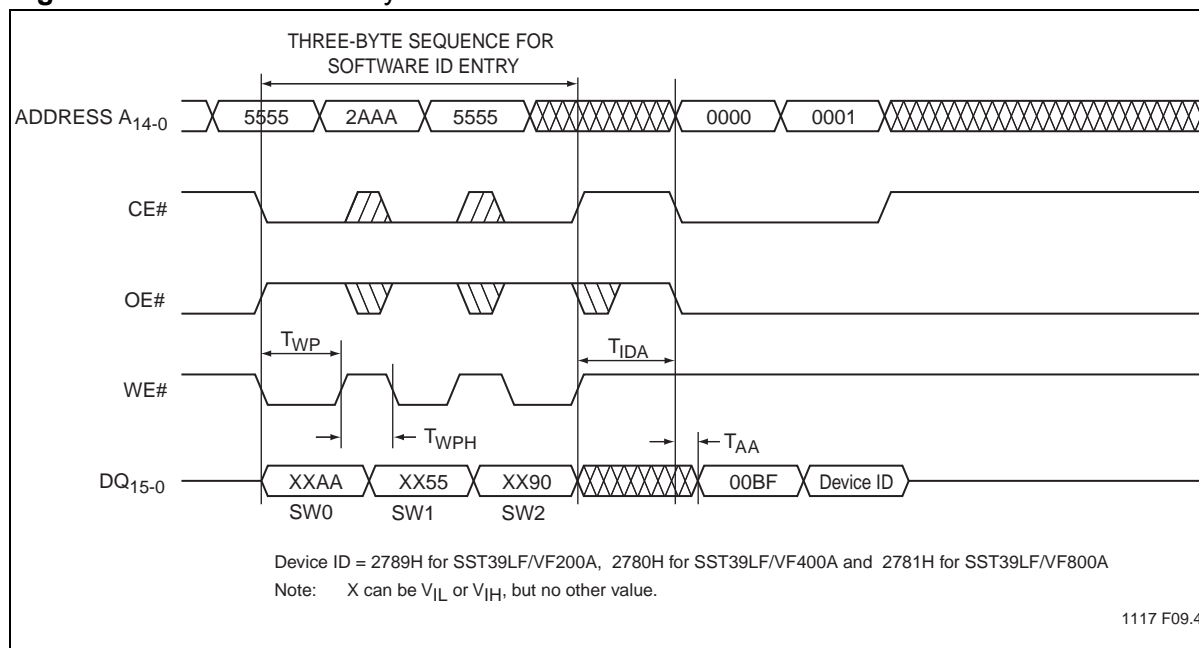 THREE-BYTE SEQUENCE FOR
SOFTWARE ID ENTRY
ADDRESS A14-0
5555
2AAA
5555
0000
0001
CE#
OE#
TWP
TIDA
WE#
TWPH
TAA
DQ15-0
XXAA
XX55
XX90
00BF
Device ID
SW0
SW1
SW2
Device ID = 2789H for SST39LF/VF200A, 2780H for SST39LF/VF400A and 2781H for SST39LF/VF800A
Note: X can be VIL or VIH, but no other value.
1117 F09.4